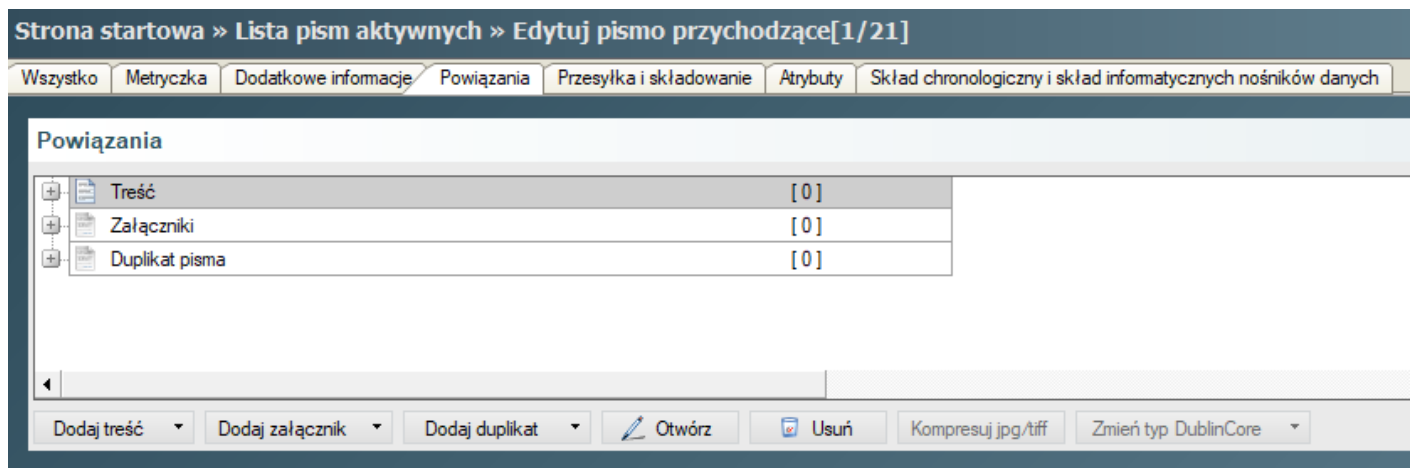 Strona startowa » Lista pism aktywnych » Edytuj pismo przychodzące[1/21]
Wszystko Metryczka Dodatkowe informacje Powiązania Przesyłka i składowanie Atrybuty Skład chronologiczny i skład informatycznych nośników danych
Powiązania
Treść [ 0 ]
Załączniki [ 0 ]
Duplikat pisma [ 0 ]
Dodaj treść Dodaj załącznik Dodaj duplikat Otwórz Usuń Kompresuj jpg/tiff Zmień typ DublinCore